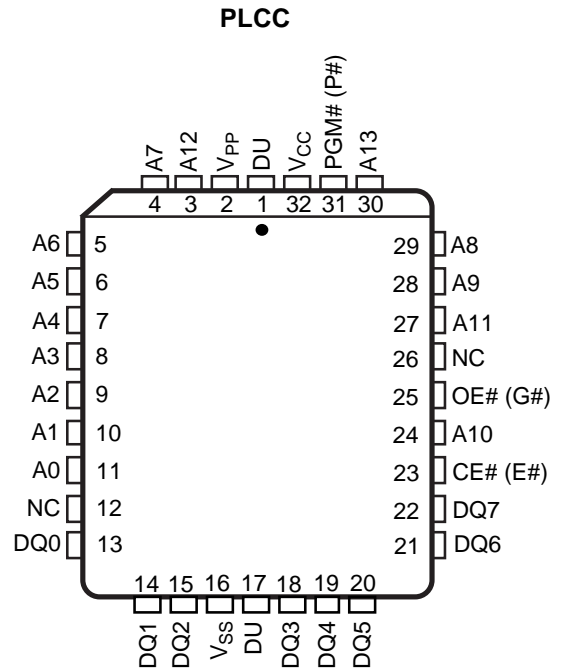 PLCC
A7 A12 VPP DU VCC PGM# (P#) A13
4 3 2 1 32 31 30
A6 5 29 A8
A5 6 28 A9
A4 7 27 A11
A3 8 26 NC
A2 9 25 OE# (G#)
A1 10 24 A10
A0 11 23 CE# (E#)
NC 12 22 DQ7
DQ0 13 21 DQ6
14 15 16 17 18 19 20
DQ1 DQ2 VSS DU DQ3 DQ4 DQ5